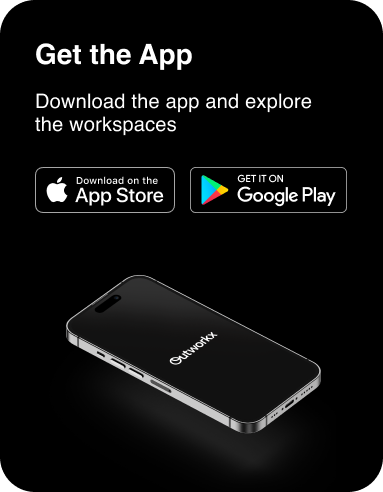 Get the App
Download the app and explore
the workspaces
Download on the
App Store
GET IT ON
Google Play
Outworkx